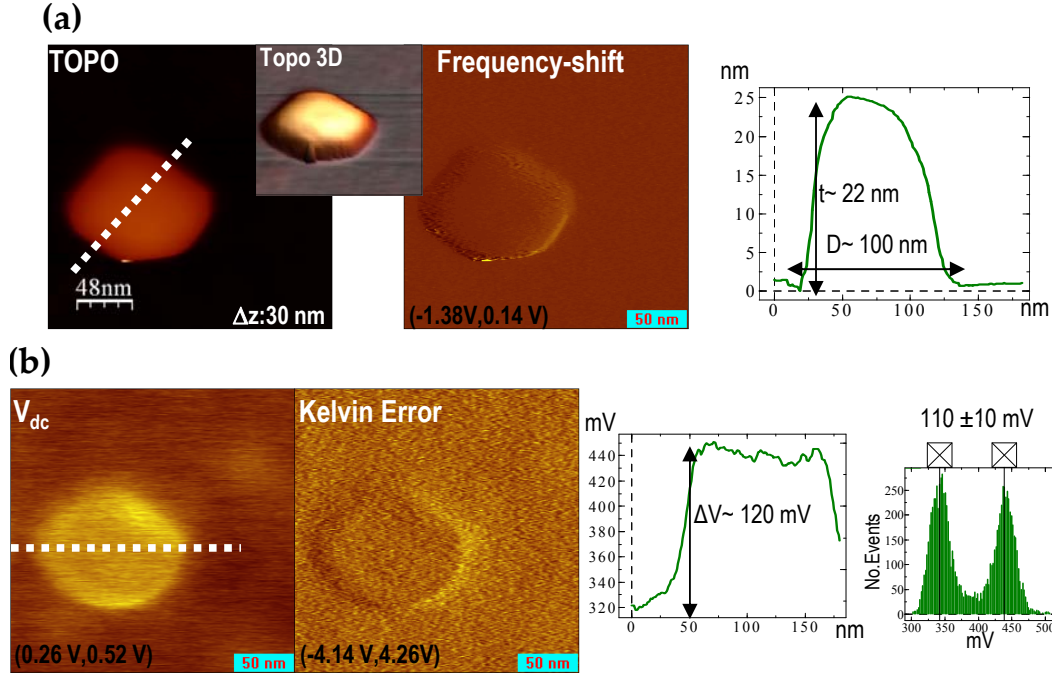 (a)
TOPO
Topo 3D
Frequency-shift
48nm
Δz:30 nm
(-1.38V,0.14 V)
50 nm
nm
25
20
15
10
5
0
t~ 22 nm
D~ 100 nm
0 50 100 150
nm
(b)
V_dc
Kelvin Error
(0.26 V,0.52 V)
50 nm
(-4.14 V,4.26V)
50 nm
mV
440
420
400
380
360
340
320
ΔV~ 120 mV
0 50 100 150
nm
110 ±10 mV
No.Events
250
200
150
100
50
0
300 350 400 450 500
mV